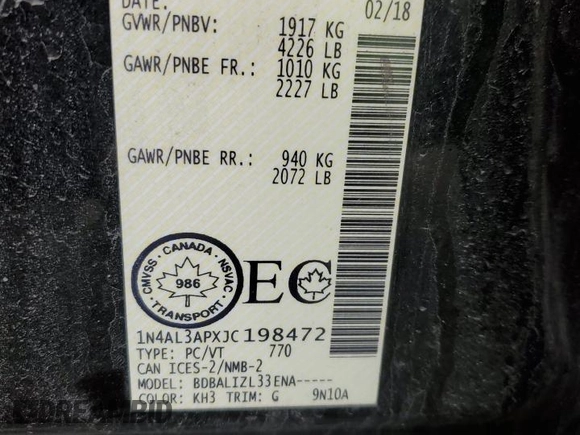 DATE: 02/18
GVWR/PNBV: 1917 KG
4226 LB
GAWR/PNBE FR.: 1010 KG
2227 LB
GAWR/PNBE RR.: 940 KG
2072 LB
CMVSS • CANADA • NSVAC
986
TRANSPORT
EC
1N4AL3APXJC198472
TYPE: PC/VT 770
CAN ICES-2/NMB-2
MODEL: BDBALIZL33ENA-----
COLOR: KH3 TRIM: G 9N10A
DREAMBID